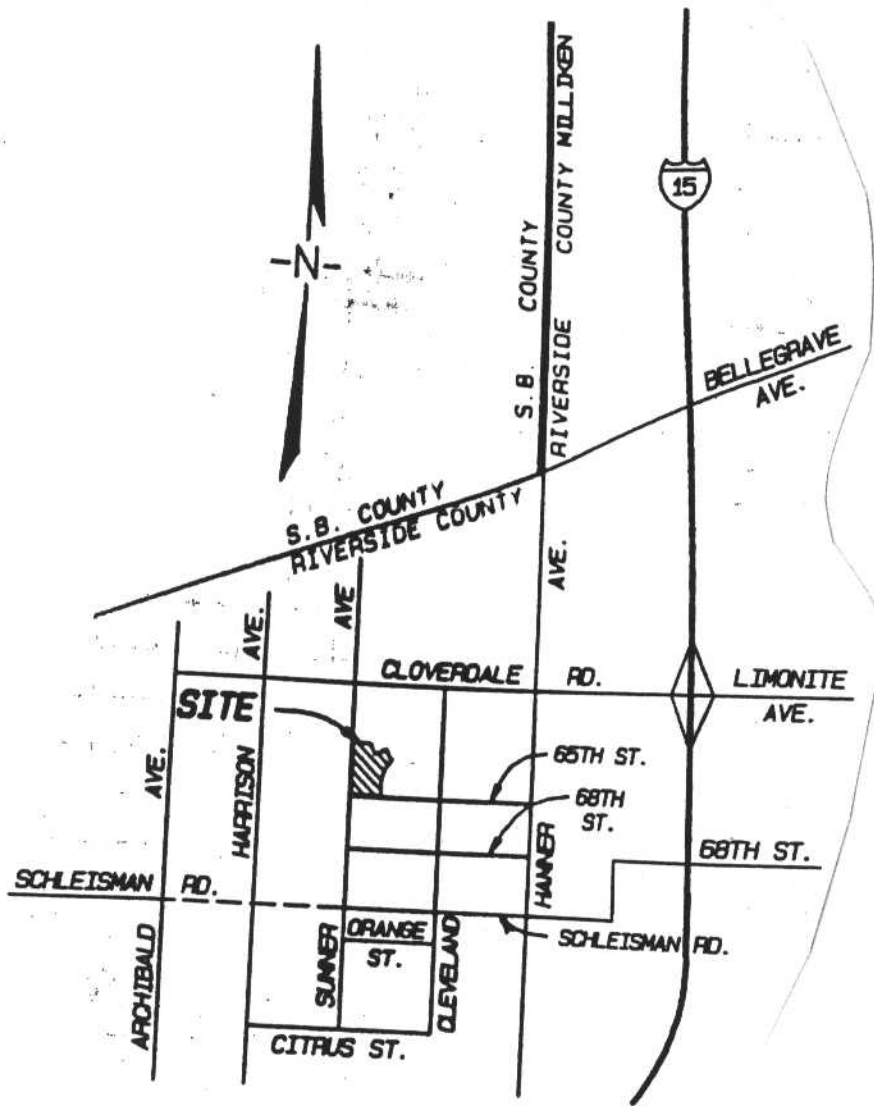 S.B. COUNTY
RIVERSIDE COUNTY MILLIKEN
15
-N-
BELLEGRAVE
AVE.
S.B. COUNTY
RIVERSIDE COUNTY
AVE.
AVE
AVE.
CLOVERDALE RD.
LIMONITE
AVE.
SITE
AVE.
HARRISON
65TH ST.
68TH
ST.
HAMNER
68TH ST.
SCHLEISMAN RD.
SUMNER
ORANGE
ST.
CLEVELAND
SCHLEISMAN RD.
ARCHIBALD
CITRUS ST.